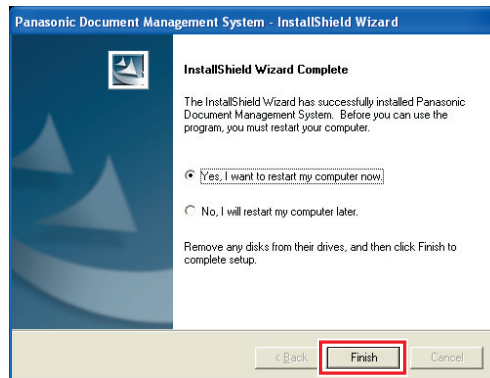 Panasonic Document Management System - InstallShield Wizard
InstallShield Wizard Complete
The InstallShield Wizard has successfully installed Panasonic
Document Management System. Before you can use the
program, you must restart your computer.
Yes, I want to restart my computer now.
No, I will restart my computer later.
Remove any disks from their drives, and then click Finish to
complete setup.
< Back
Finish
Cancel